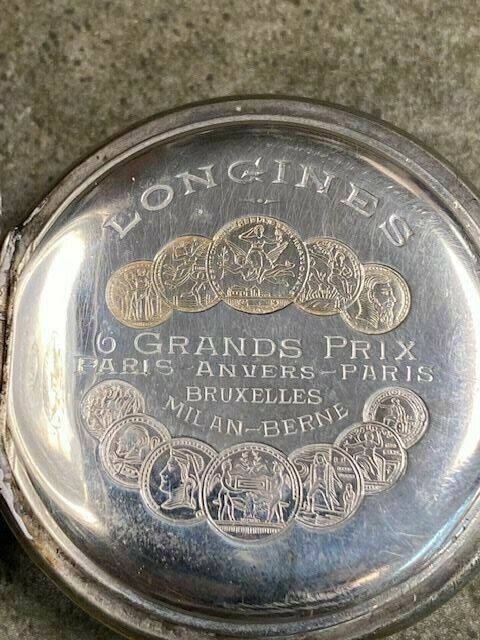 LONGINES
6 GRANDS PRIX
PARIS-ANVERS-PARIS
BRUXELLES
MILAN-BERNE